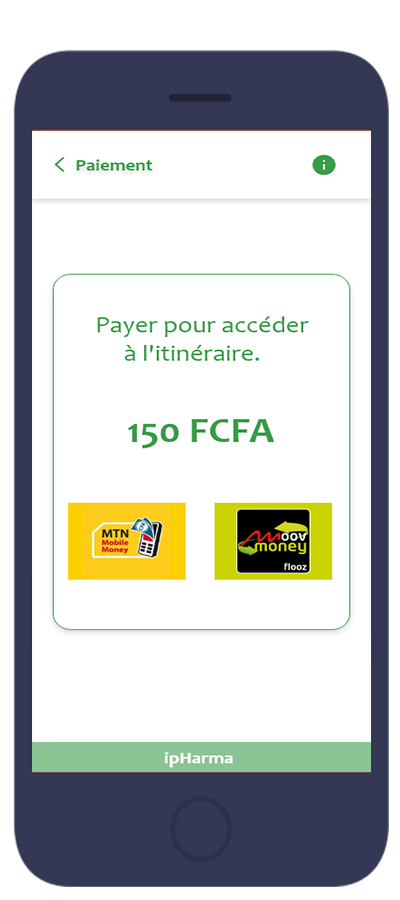 Paiement
i
Payer pour accéder
à l'itinéraire.
150 FCFA
MTN
Mobile
Money
MOOV
money
flooz
ipHarma